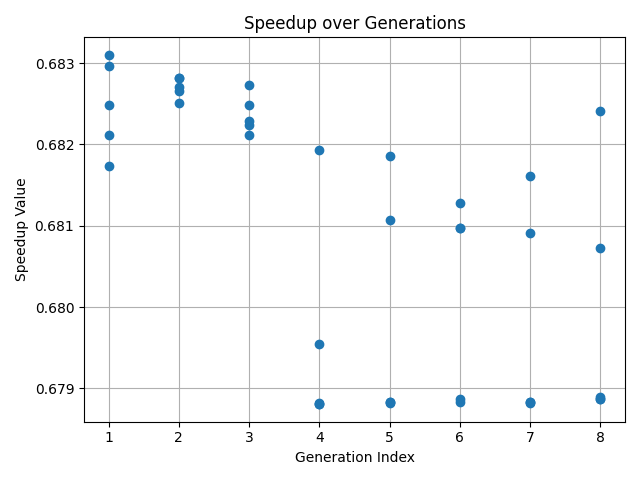 Speedup over Generations
Speedup Value
0.683
0.682
0.681
0.680
0.679
1 2 3 4 5 6 7 8
Generation Index